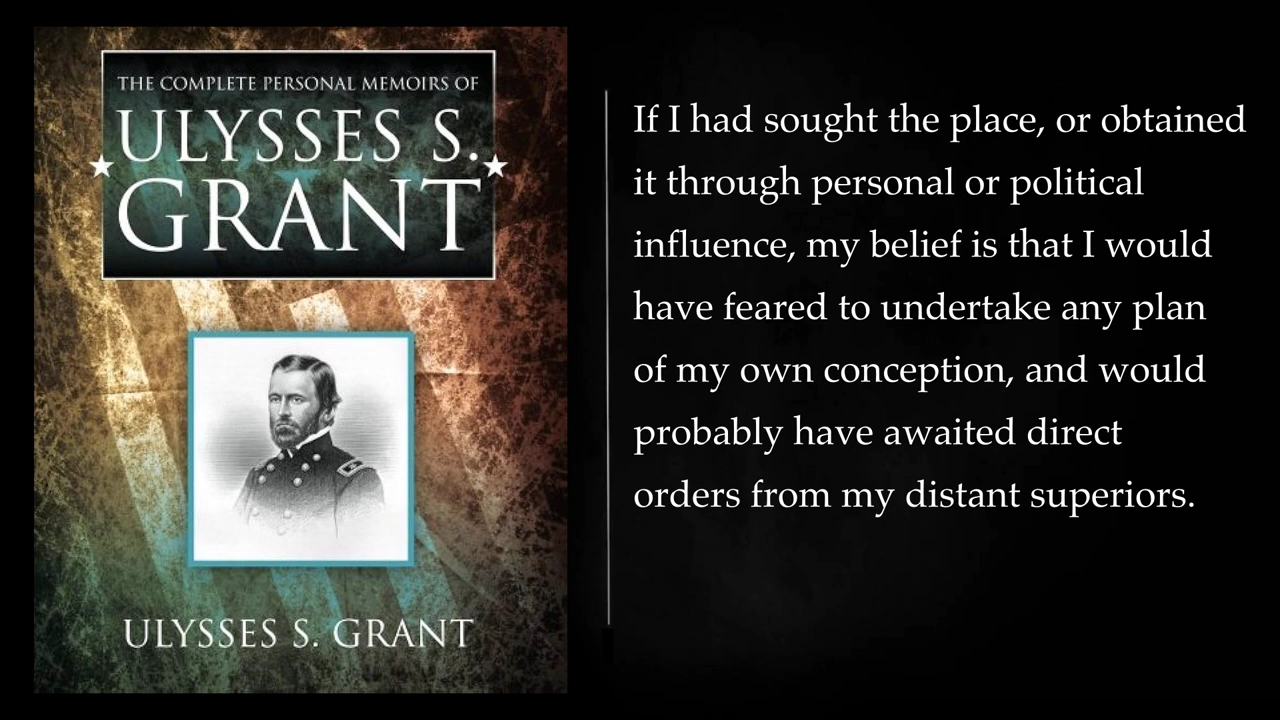 THE COMPLETE PERSONAL MEMOIRS OF
ULYSSES S.
GRANT
ULYSSES S. GRANT
If I had sought the place, or obtained
it through personal or political
influence, my belief is that I would
have feared to undertake any plan
of my own conception, and would
probably have awaited direct
orders from my distant superiors.